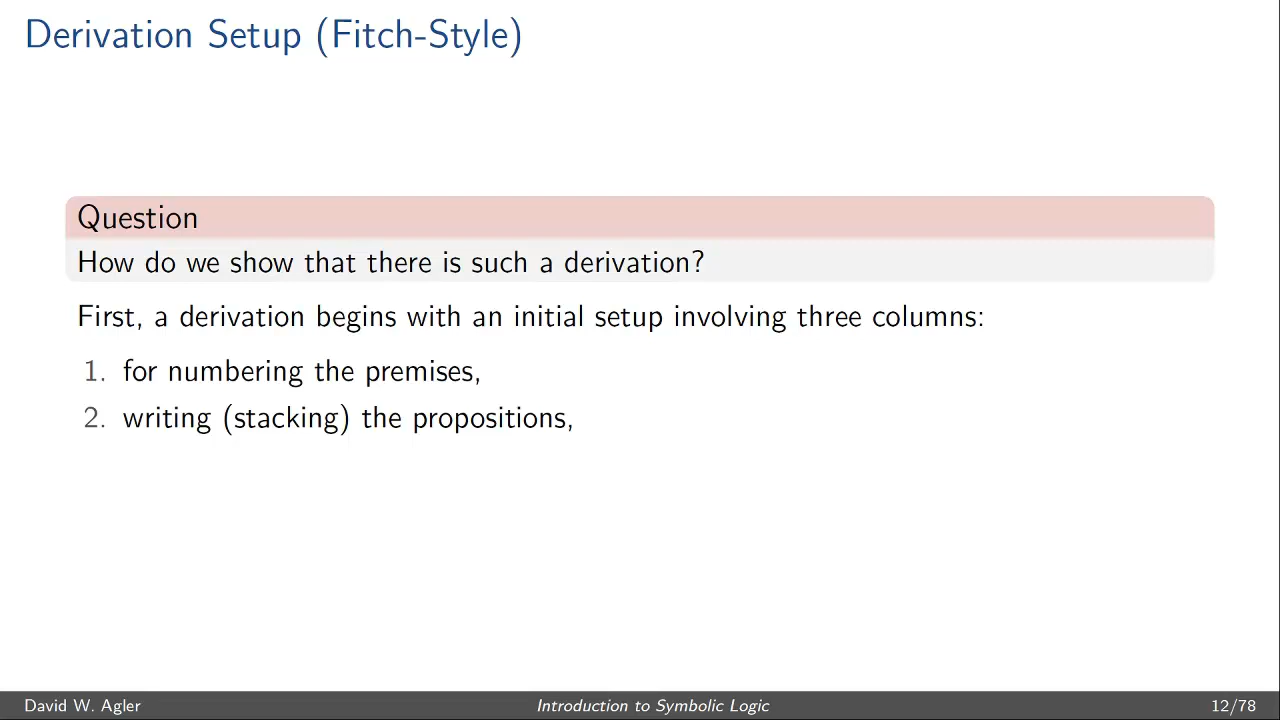 Derivation Setup (Fitch-Style)
Question
How do we show that there is such a derivation?
First, a derivation begins with an initial setup involving three columns:
1. for numbering the premises,
2. writing (stacking) the propositions,
David W. Agler
Introduction to Symbolic Logic
12/78